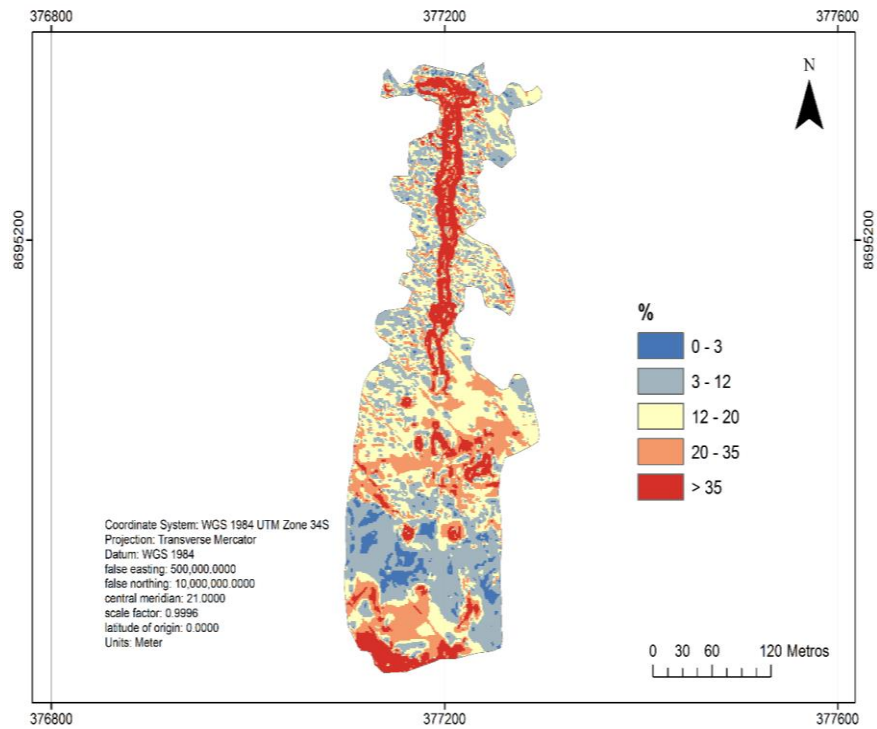 376800 377200 377600
N
8695200 8695200
%
0 - 3
3 - 12
12 - 20
20 - 35
> 35
Coordinate System: WGS 1984 UTM Zone 34S
Projection: Transverse Mercator
Datum: WGS 1984
false easting: 500,000.0000
false northing: 10,000,000.0000
central meridian: 21.0000
scale factor: 0.9996
latitude of origin: 0.0000
Units: Meter
0 30 60 120 Metros
376800 377200 377600